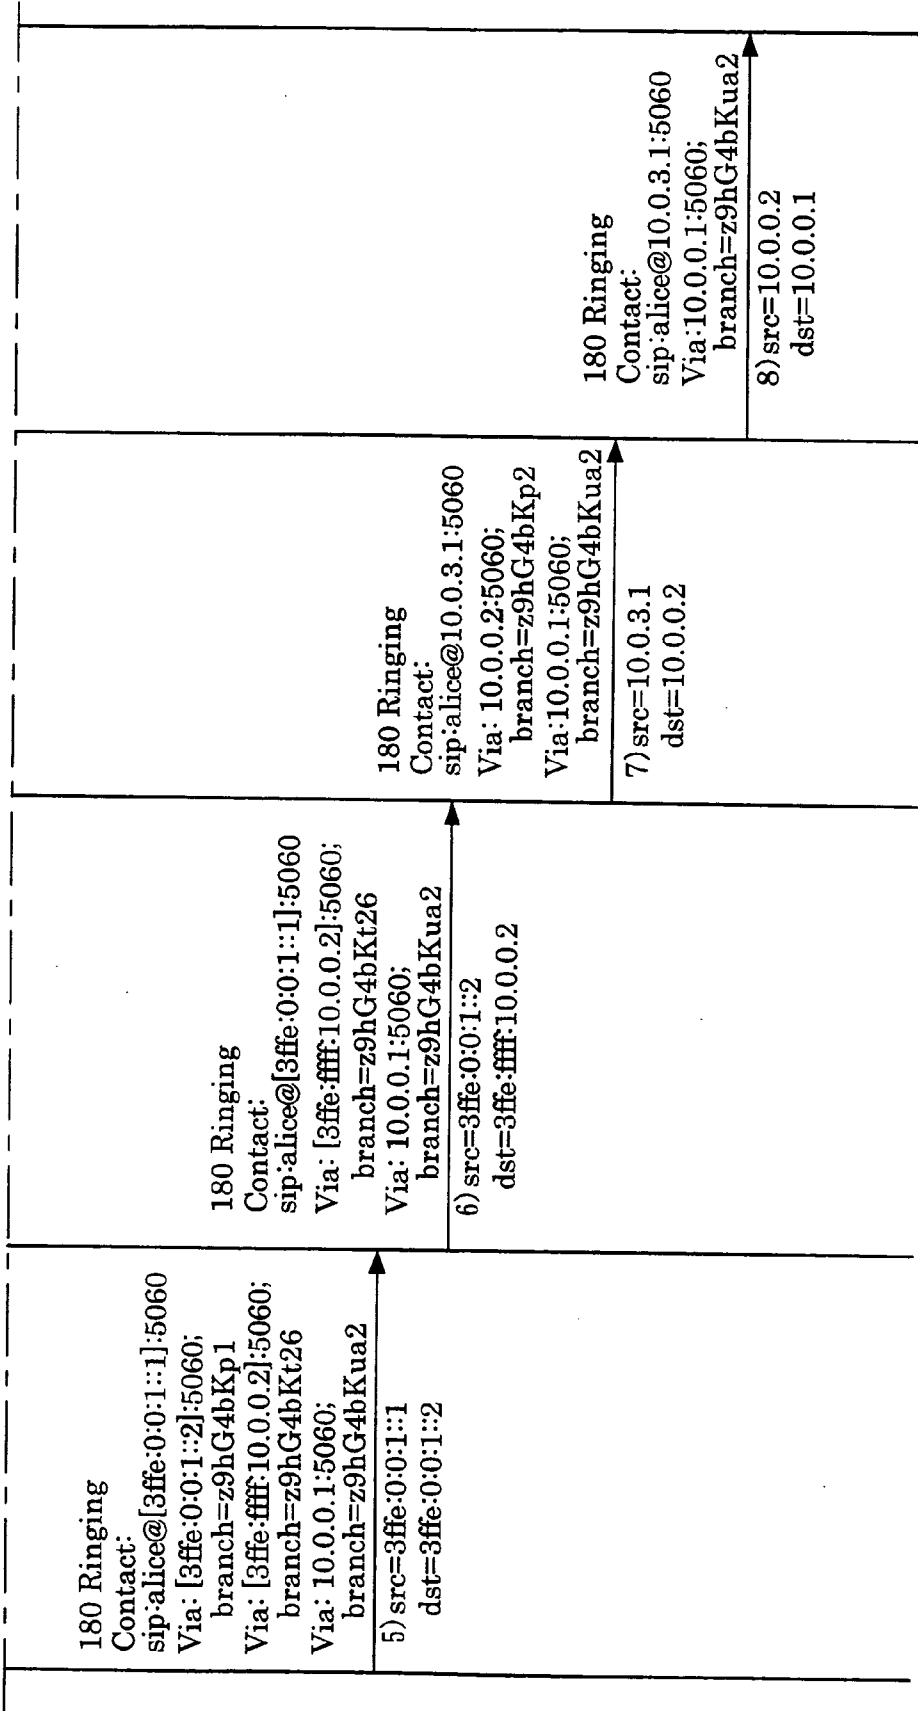 180 Ringing
Contact:
sip:alice@[3ffe:0:0:1::1]:5060
Via: [3ffe:0:0:1::2]:5060;
branch=z9hG4bKp1
Via: [3ffe:ffff:10.0.0.2]:5060;
branch=z9hG4bKt26
Via: 10.0.0.1:5060;
branch=z9hG4bKua2
5)src=3ffe:0:0:1::1
dst=3ffe:0:0:1::2
180 Ringing
Contact:
sip:alice@[3ffe:0:0:1::1]:5060
Via: [3ffe:ffff:10.0.0.2]:5060;
branch=z9hG4bKt26
Via: 10.0.0.1:5060;
branch=z9hG4bKua2
6)src=3ffe:0:0:1::2
dst=3ffe:ffff:10.0.0.2
180 Ringing
Contact:
sip:alice@10.0.3.1:5060
Via: 10.0.0.2:5060;
branch=z9hG4bKp2
Via:10.0.0.1:5060;
branch=z9hG4bKua2
7)src=10.0.3.1
dst=10.0.0.2
180 Ringing
Contact:
sip:alice@10.0.3.1:5060
Via:10.0.0.1:5060;
branch=z9hG4bKua2
8)src=10.0.0.2
dst=10.0.0.1